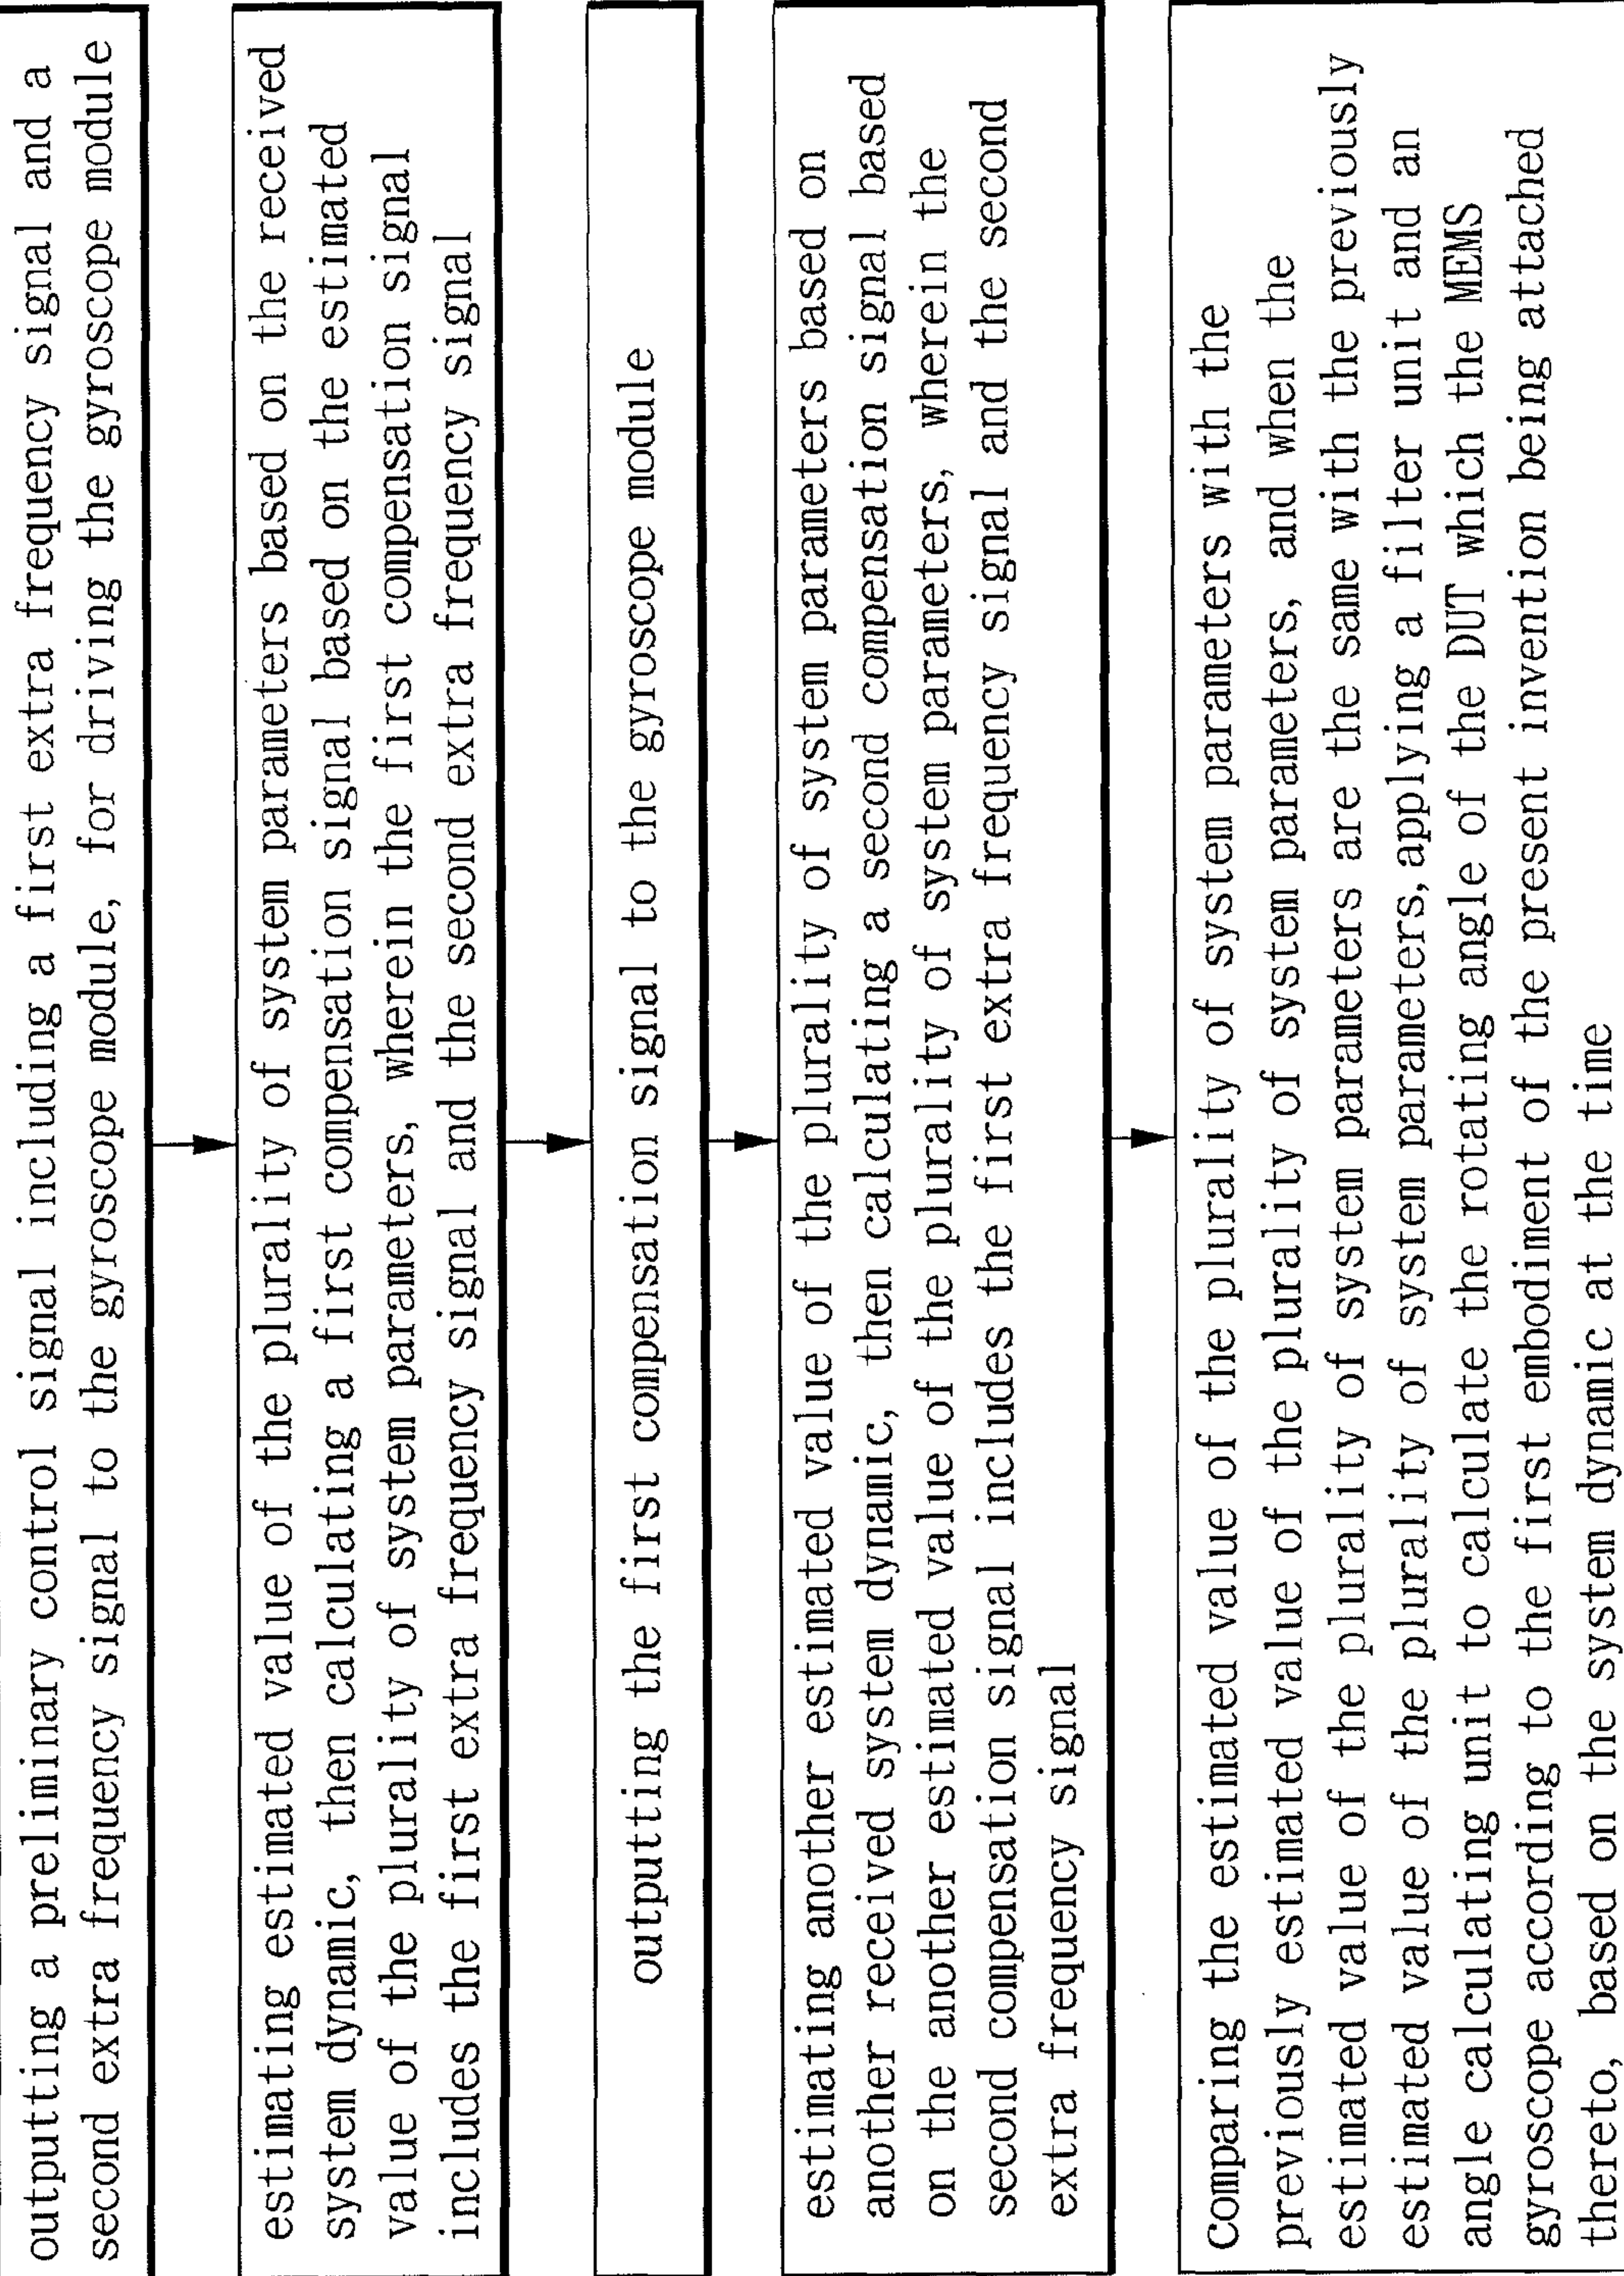 outputting a preliminary control signal including a first extra frequency signal and a
second extra frequency signal to the gyroscope module, for driving the gyroscope module
estimating estimated value of the plurality of system parameters based on the received
system dynamic, then calculating a first compensation signal based on the estimated
value of the plurality of system parameters, wherein the first compensation signal
includes the first extra frequency signal and the second extra frequency signal
outputting the first compensation signal to the gyroscope module
estimating another estimated value of the plurality of system parameters based on
another received system dynamic, then calculating a second compensation signal based
on the another estimated value of the plurality of system parameters, wherein the
second compensation signal includes the first extra frequency signal and the second
extra frequency signal
comparing the estimated value of the plurality of system parameters with the
previously estimated value of the plurality of system parameters, and when the
estimated value of the plurality of system parameters are the same with the previously
estimated value of the plurality of system parameters,applying a filter unit and an
angle calculating unit to calculate the rotating angle of the DUT which the MEMS
gyroscope according to the first embodiment of the present invention being attached
thereto, based on the system dynamic at the time